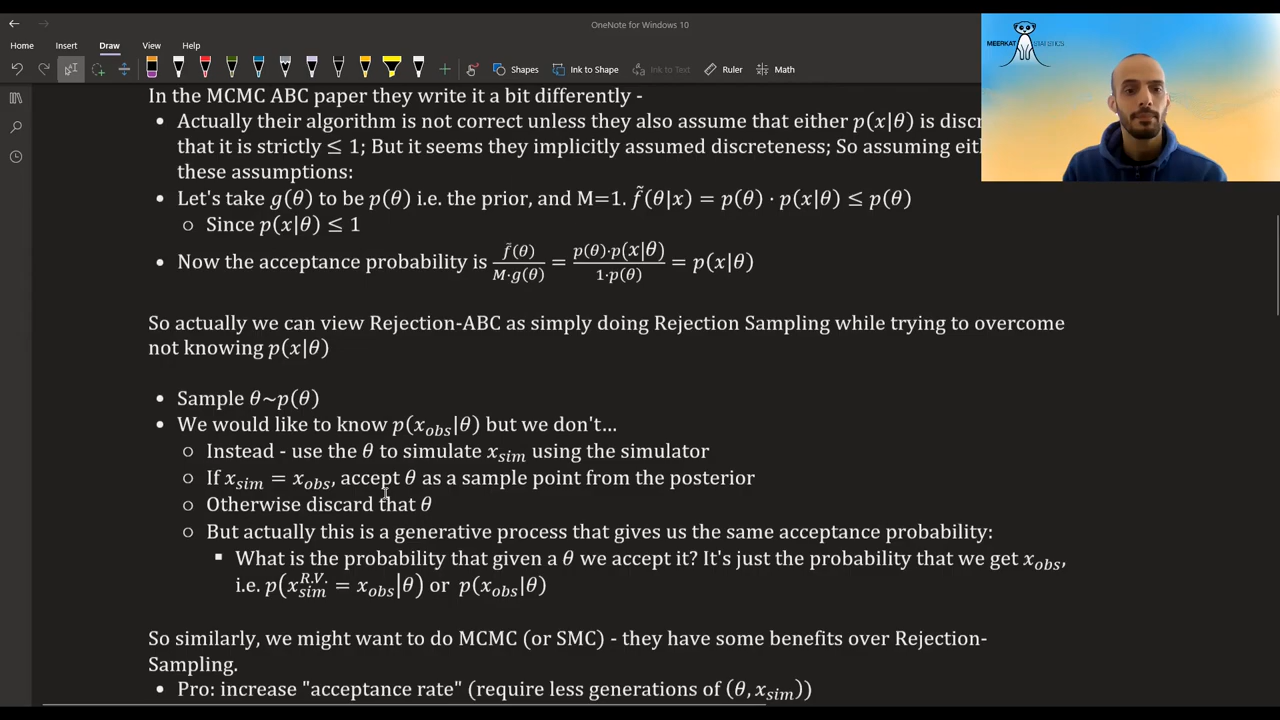 OneNote for Windows 10
Home Insert Draw View Help
Shapes Ink to Shape Ink to Text Ruler Math
MEERKAT STATISTICS
In the MCMC ABC paper they write it a bit differently -
• Actually their algorithm is not correct unless they also assume that either p(x|θ) is
that it is strictly ≤ 1; But it seems they implicitly assumed discreteness; So assuming
these assumptions:
• Let's take g(θ) to be p(θ) i.e. the prior, and M=1. f̃(θ|x) = p(θ) · p(x|θ) ≤ p(θ)
○ Since p(x|θ) ≤ 1
• Now the acceptance probability is f̃(θ)/(M·g(θ)) = p(θ)·p(x|θ)/(1·p(θ)) = p(x|θ)
So actually we can view Rejection-ABC as simply doing Rejection Sampling while trying to overcome
not knowing p(x|θ)
• Sample θ~p(θ)
• We would like to know p(x_obs|θ) but we don't...
○ Instead - use the θ to simulate x_sim using the simulator
○ If x_sim = x_obs, accept θ as a sample point from the posterior
○ Otherwise discard that θ
○ But actually this is a generative process that gives us the same acceptance probability:
▪ What is the probability that given a θ we accept it? It's just the probability that we get x_obs,
i.e. p(x_sim^R.V. = x_obs|θ) or p(x_obs|θ)
So similarly, we might want to do MCMC (or SMC) - they have some benefits over Rejection-
Sampling.
• Pro: increase "acceptance rate" (require less generations of (θ, x_sim))